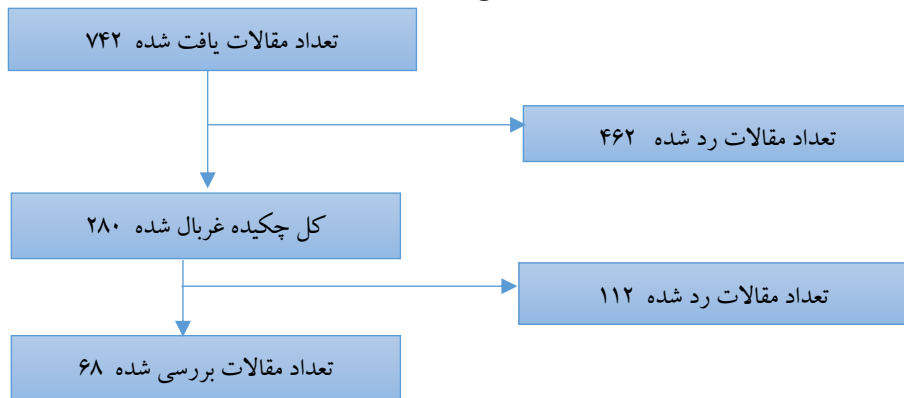 تعداد مقالات یافت شده ۷۴۲
تعداد مقالات رد شده ۴۶۲
کل چکیده غربال شده ۲۸۰
تعداد مقالات رد شده ۱۱۲
تعداد مقالات بررسی شده ۶۸